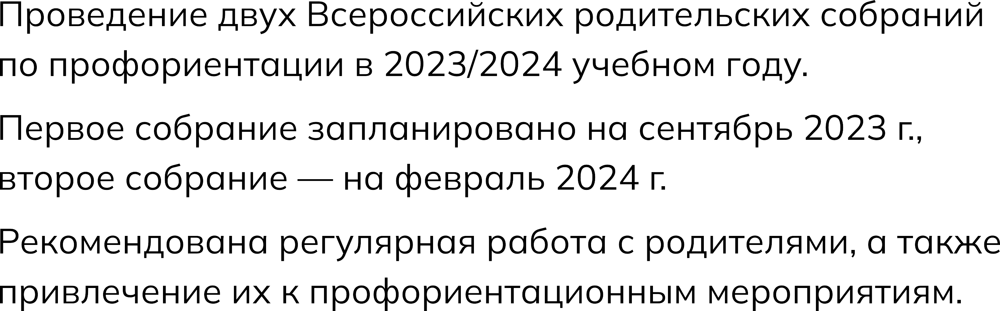 Проведение двух Всероссийских родительских собраний
по профориентации в 2023/2024 учебном году.
Первое собрание запланировано на сентябрь 2023 г.,
второе собрание — на февраль 2024 г.
Рекомендована регулярная работа с родителями, а также
привлечение их к профориентационным мероприятиям.